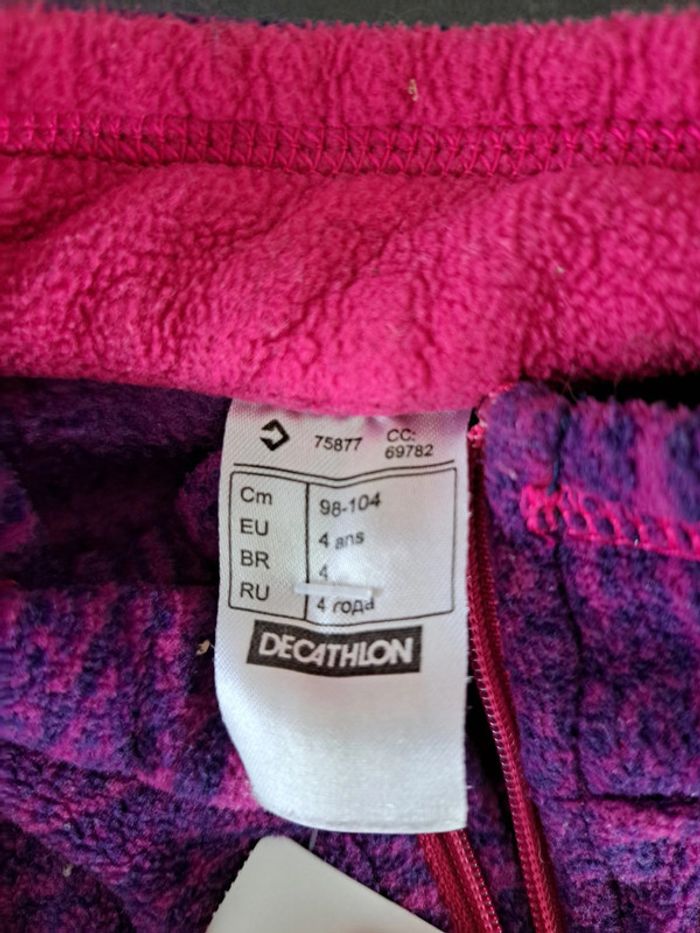 75877 CC: 69782
Cm 98-104
EU 4 ans
BR 4
RU 4 года
DECATHLON